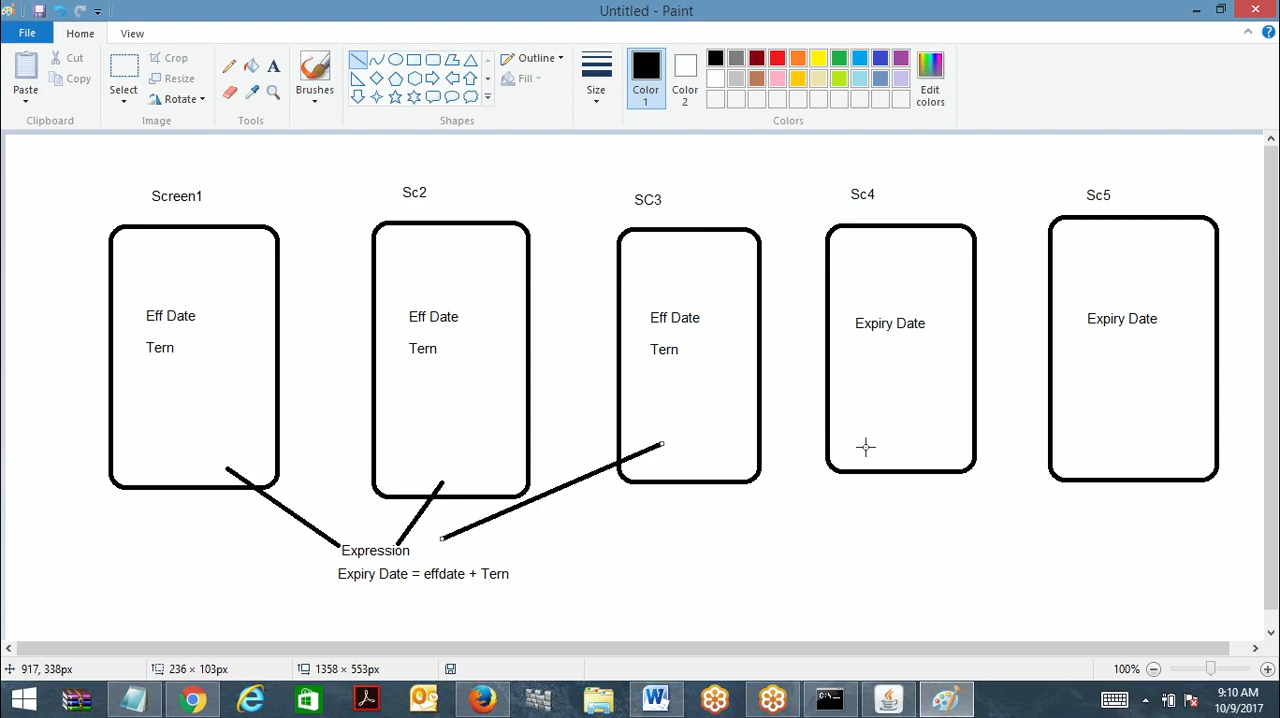 Untitled - Paint
File Home View
Paste
Cut
Copy
Clipboard
Select
Crop
Resize
Rotate
Image
A
Tools
Brushes
Shapes
Outline
Fill
Size
Color 1
Color 2
Edit colors
Colors
Screen1 Sc2 SC3 Sc4 Sc5
Eff Date Eff Date Eff Date Expiry Date Expiry Date
Tern Tern Tern
Expression
Expiry Date = effdate + Tern
917, 338px 236 × 103px 1358 × 553px 100%
9:10 AM
10/9/2017